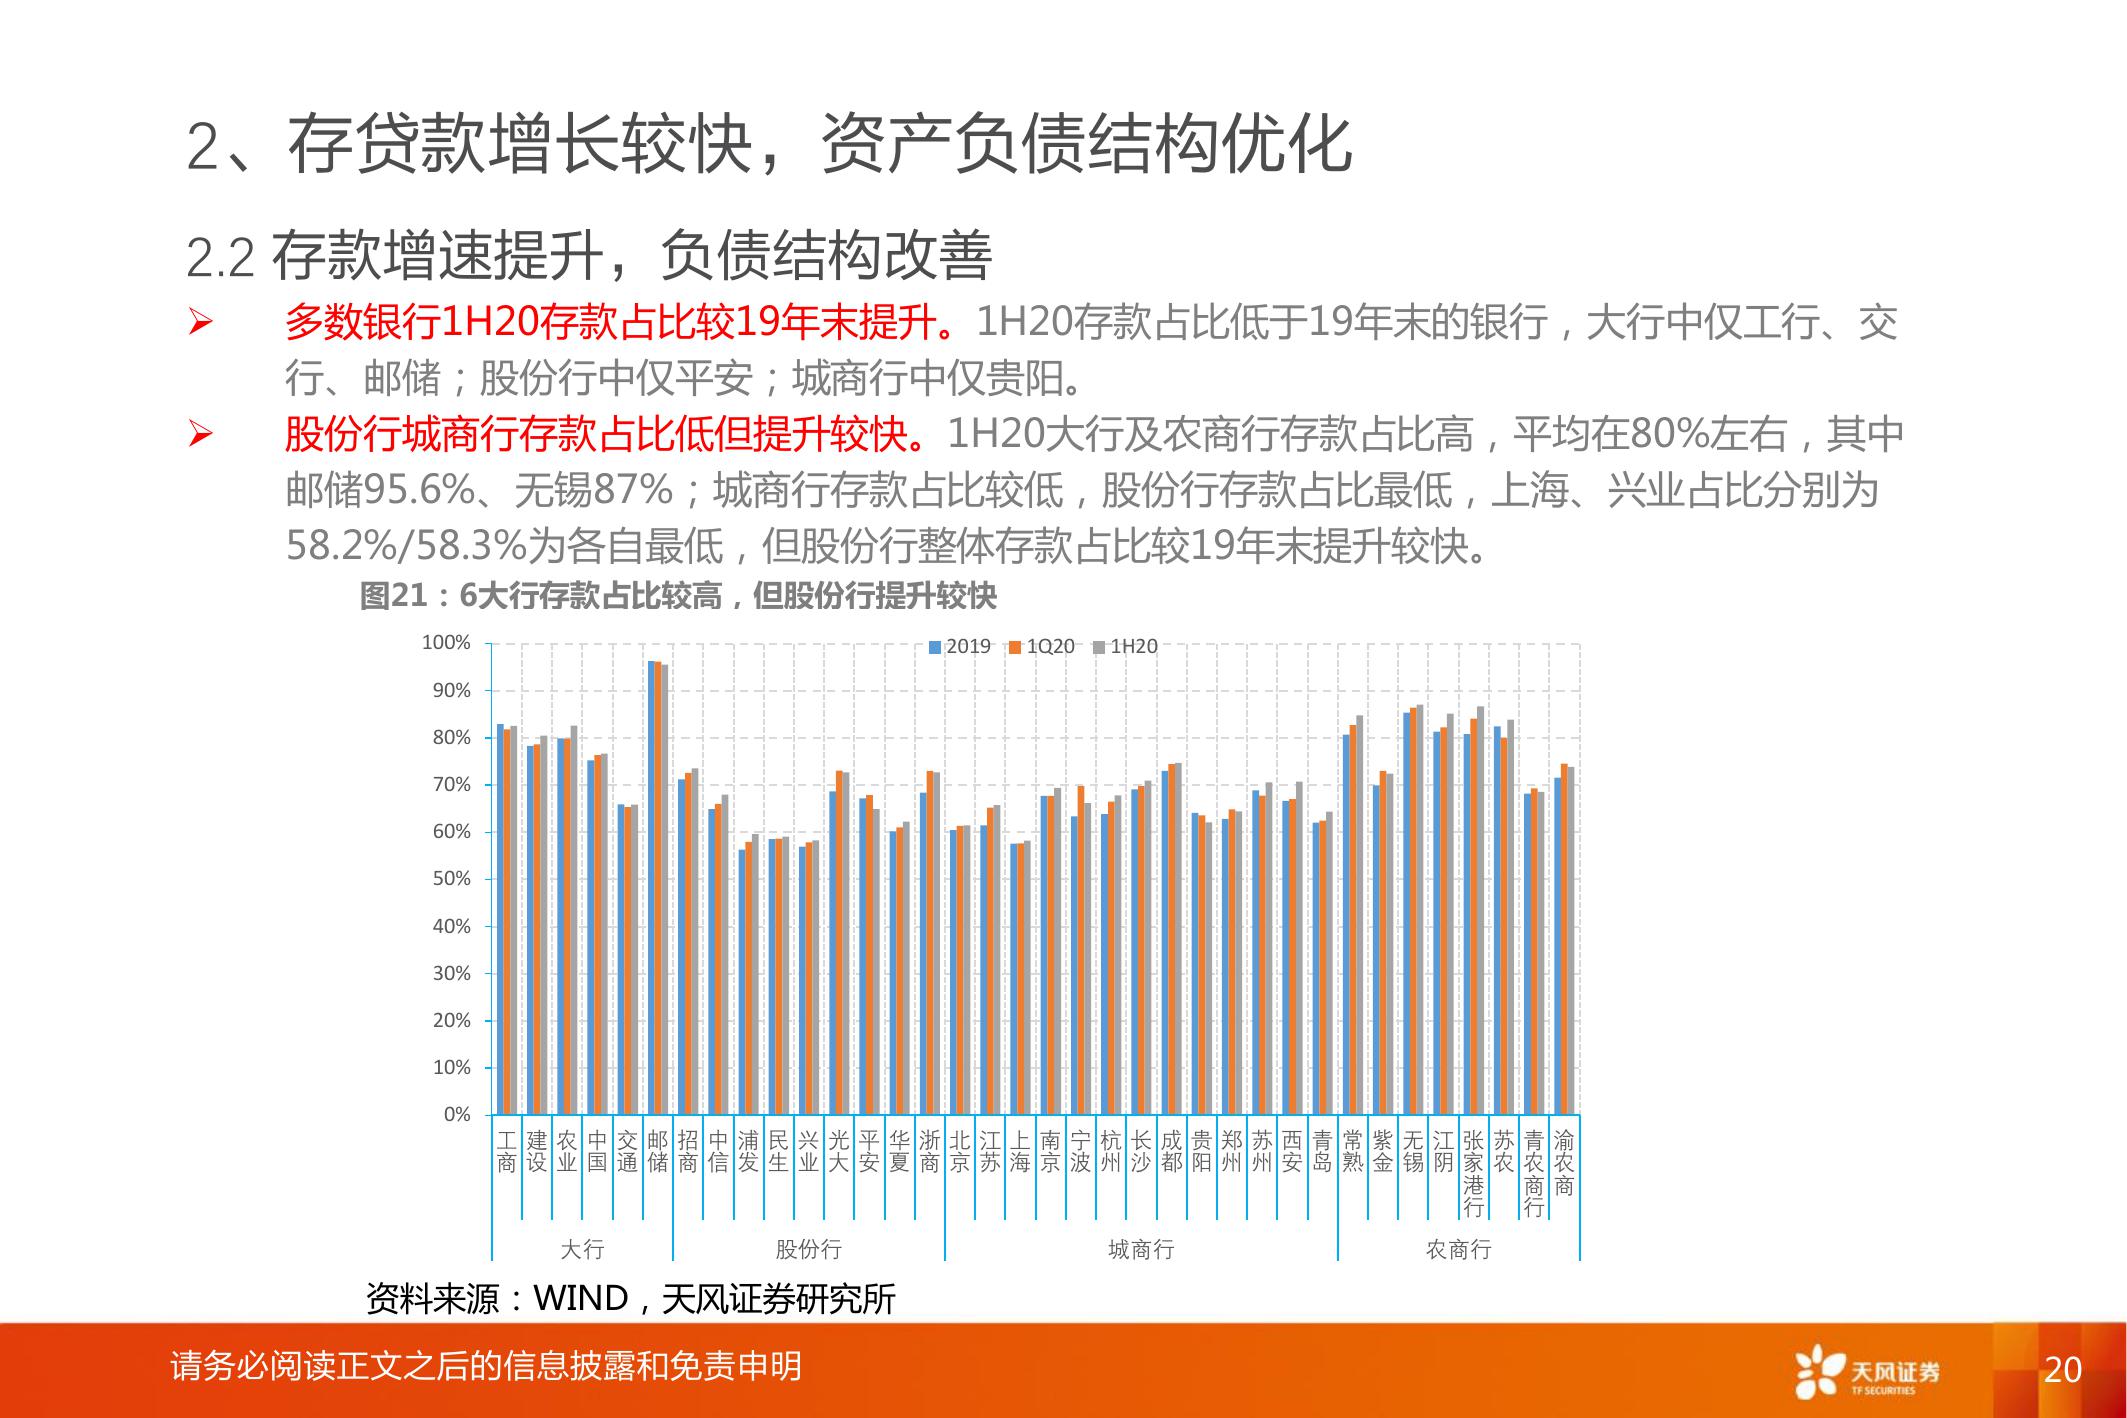 2、存贷款增长较快，资产负债结构优化
2.2 存款增速提升，负债结构改善
➢ 多数银行1H20存款占比较19年末提升。1H20存款占比低于19年末的银行，大行中仅工行、交
行、邮储；股份行中仅平安；城商行中仅贵阳。
➢ 股份行城商行存款占比低但提升较快。1H20大行及农商行存款占比高，平均在80%左右，其中
邮储95.6%、无锡87%；城商行存款占比较低，股份行存款占比最低，上海、兴业占比分别为
58.2%/58.3%为各自最低，但股份行整体存款占比较19年末提升较快。
图21：6大行存款占比较高，但股份行提升较快
2019 1Q20 1H20
100%
90%
80%
70%
60%
50%
40%
30%
20%
10%
0%
工商 建设 农业 中国 交通 邮储 招商 中信 浦发 民生 兴业 光大 平安 华夏 浙商 北京 江苏 上海 南京 宁波 杭州 长沙 成都 贵阳 郑州 苏州 西安 青岛 常熟 紫金 无锡 江阴 张家港行 苏农 青农商行 渝农商
大行 股份行 城商行 农商行
资料来源：WIND，天风证券研究所
请务必阅读正文之后的信息披露和免责申明
天风证券
TF SECURITIES
20